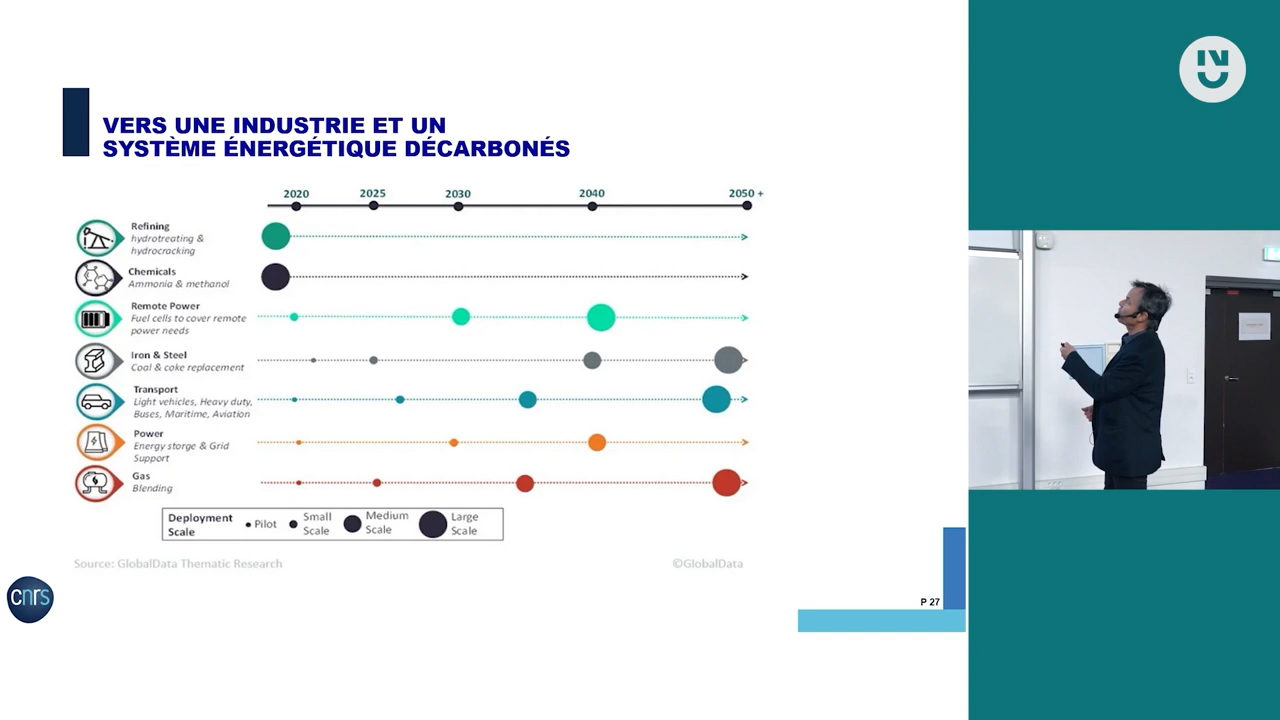 VERS UNE INDUSTRIE ET UN
SYSTÈME ÉNERGÉTIQUE DÉCARBONÉS
2020 2025 2030 2040 2050 +
Refining
hydrotreating &
hydrocracking
Chemicals
Ammonia & methanol
Remote Power
Fuel cells to cover remote
power needs
Iron & Steel
Coal & coke replacement
Transport
Light vehicles, Heavy duty,
Buses, Maritime, Aviation
Power
Energy storge & Grid
Support
Gas
Blending
Deployment
Scale
Pilot
Small
Scale
Medium
Scale
Large
Scale
Source: GlobalData Thematic Research
©GlobalData
cnrs
P 27